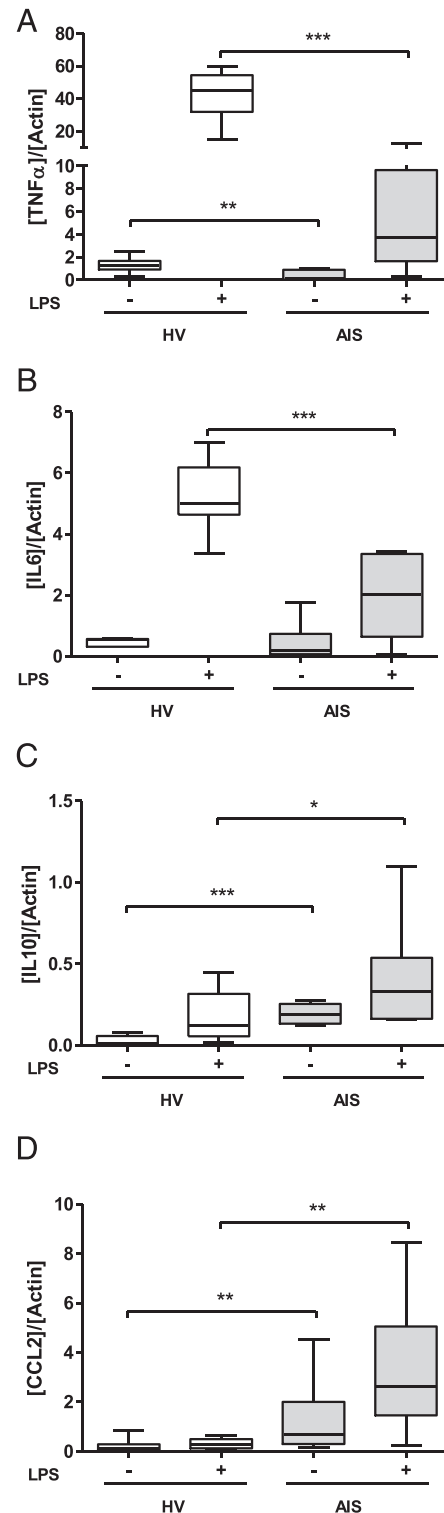 A
[TNFα]/[Actin]
80
60
40
20
10
8
6
4
2
0
***
**
LPS - + - +
HV AIS
B
[IL6]/[Actin]
8
6
4
2
0
***
LPS - + - +
HV AIS
C
[IL10]/[Actin]
1.5
1.0
0.5
0.0
*
***
LPS - + - +
HV AIS
D
[CCL2]/[Actin]
10
8
6
4
2
0
**
**
LPS - + - +
HV AIS